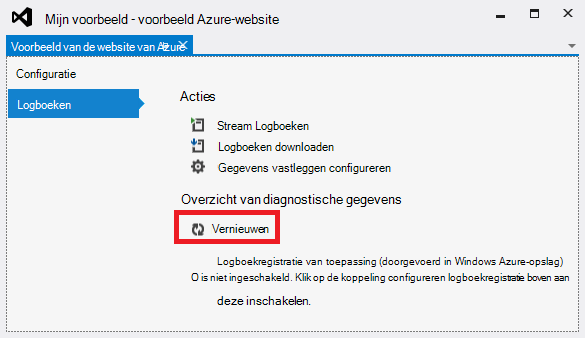 Mijn voorbeeld - voorbeeld Azure-website
Voorbeeld van de website van Azure
Configuratie
Logboeken
Acties
Stream Logboeken
Logboeken downloaden
Gegevens vastleggen configureren
Overzicht van diagnostische gegevens
Vernieuwen
Logboekregistratie van toepassing (doorgevoerd in Windows Azure-opslag)
O is niet ingeschakeld. Klik op de koppeling configureren logboekregistratie boven aan
deze inschakelen.